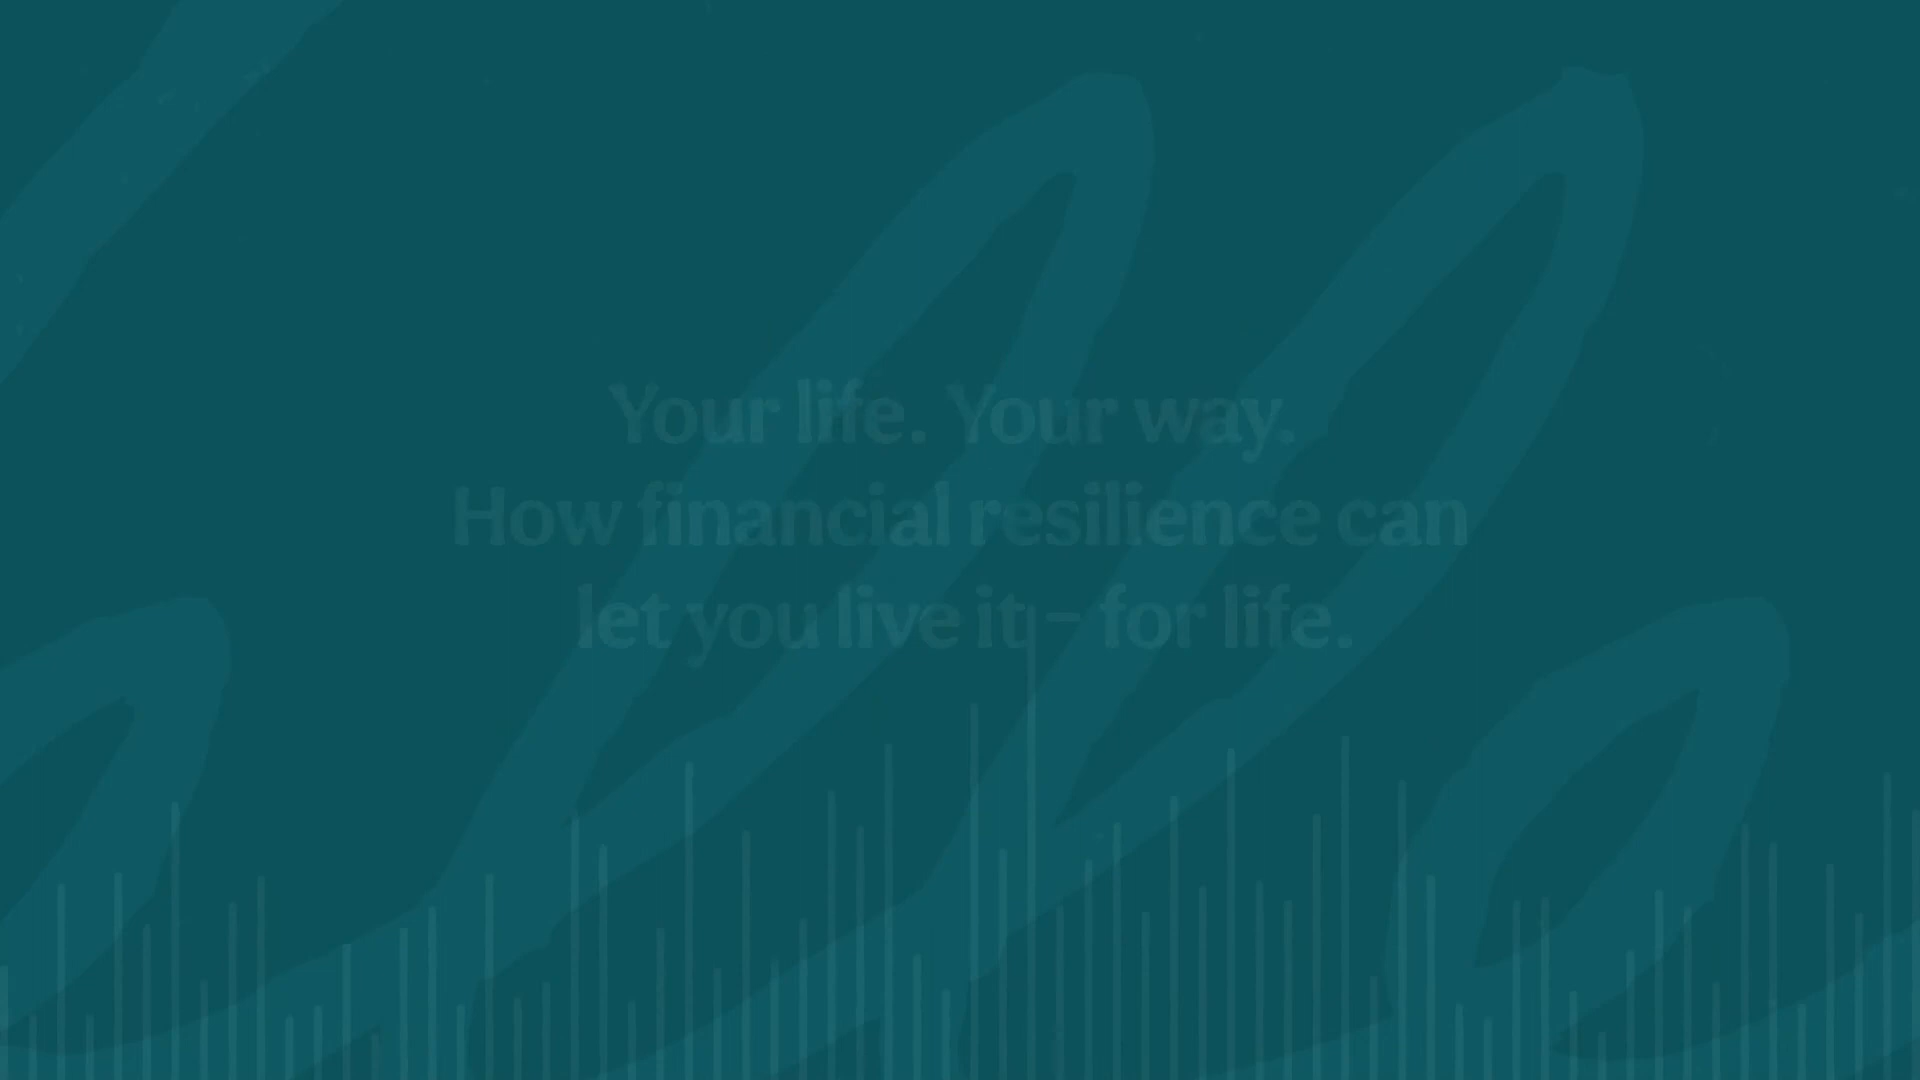 Your life. Your way.
How financial resilience can
let you live it – for life.